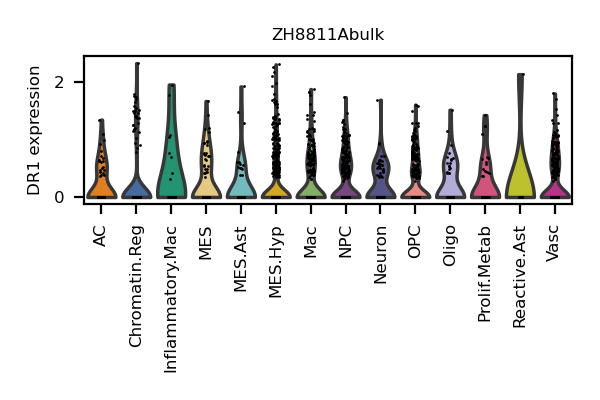 ZH8811Abulk
DR1 expression
2
0
AC
Chromatin.Reg
Inflammatory.Mac
MES
MES.Ast
MES.Hyp
Mac
NPC
Neuron
OPC
Oligo
Prolif.Metab
Reactive.Ast
Vasc